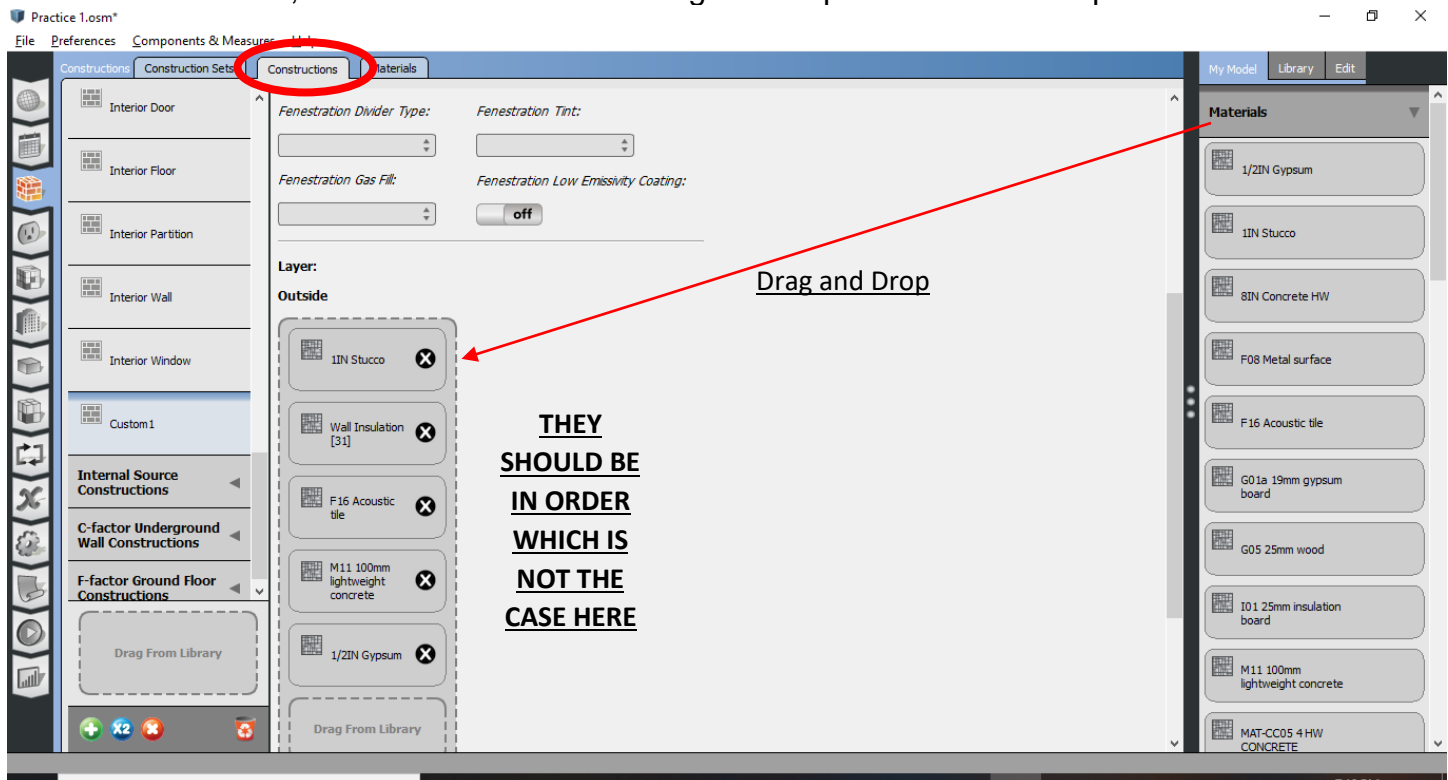 Practice 1.osm*
File Preferences Components & Measures
Constructions Construction Sets Constructions Materials
My Model Library Edit
Interior Door
Interior Floor
Interior Partition
Interior Wall
Interior Window
Custom1
Internal Source
Constructions
C-factor Underground
Wall Constructions
F-factor Ground Floor
Constructions
Drag From Library
X2
Fenestration Divider Type: Fenestration Tint:
Fenestration Gas Fill: Fenestration Low Emissivity Coating:
off
Layer:
Outside
1IN Stucco
Wall Insulation
[31]
F16 Acoustic
tile
M11 100mm
lightweight
concrete
1/2IN Gypsum
Drag From Library
Drag and Drop
THEY
SHOULD BE
IN ORDER
WHICH IS
NOT THE
CASE HERE
Materials
1/2IN Gypsum
1IN Stucco
8IN Concrete HW
F08 Metal surface
F16 Acoustic tile
G01a 19mm gypsum
board
G05 25mm wood
I01 25mm insulation
board
M11 100mm
lightweight concrete
MAT-CC05 4 HW
CONCRETE